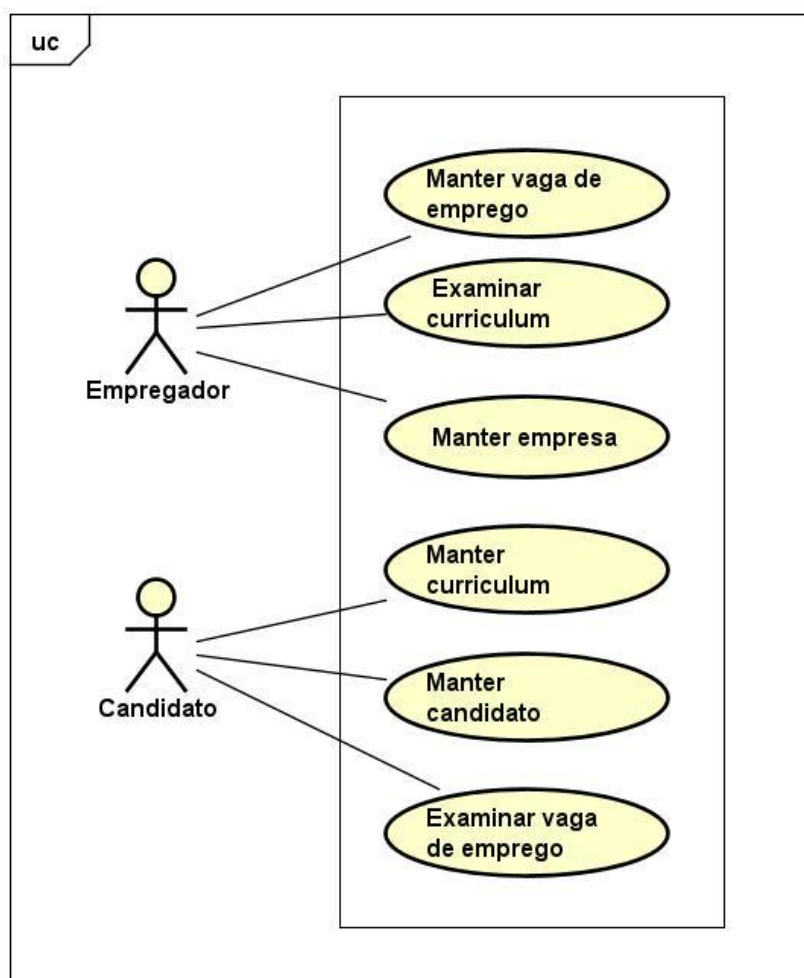 uc
Manter vaga de
emprego
Examinar
curriculum
Empregador
Manter empresa
Manter
curriculum
Candidato
Manter
candidato
Examinar vaga
de emprego